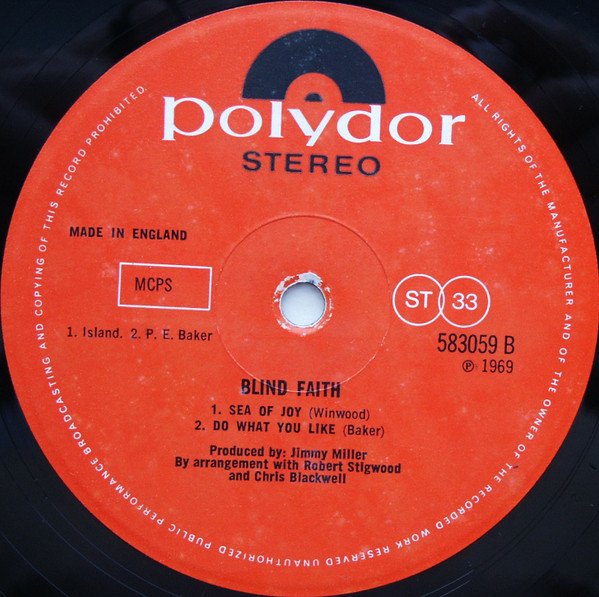 polydor
STEREO
MADE IN ENGLAND
MCPS
ST 33
1. Island. 2. P. E. Baker
583059 B
℗ 1969
BLIND FAITH
1. SEA OF JOY (Winwood)
2. DO WHAT YOU LIKE (Baker)
Produced by: Jimmy Miller
By arrangement with Robert Stigwood
and Chris Blackwell
ALL RIGHTS OF THE MANUFACTURER AND OF THE OWNER OF THE RECORDED WORK RESERVED UNAUTHORIZED PUBLIC PERFORMANCE BROADCASTING AND COPYING OF THIS RECORD PROHIBITED.